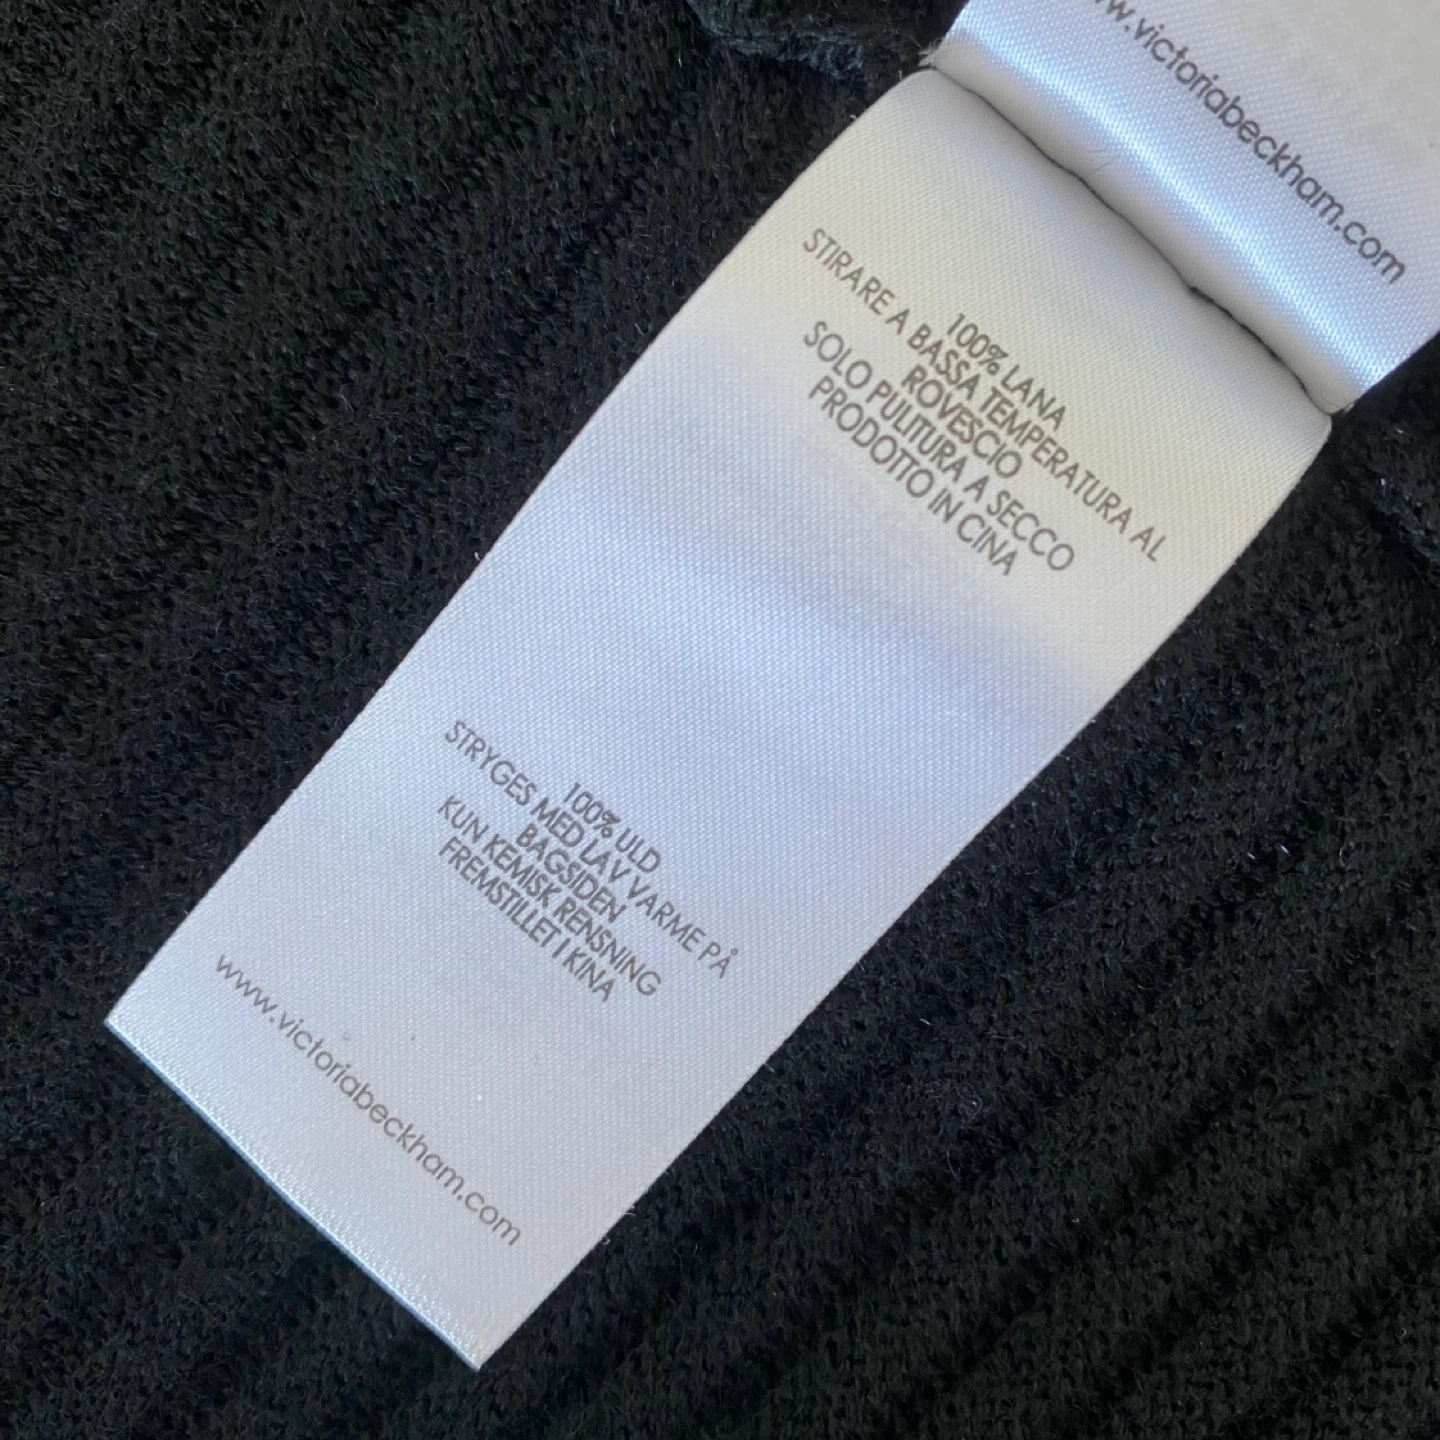 www.victoriabeckham.com
100% LANA
STIRARE A BASSA TEMPERATURA AL
ROVESCIO
SOLO PULITURA A SECCO
PRODOTTO IN CINA
100% ULD
STRYGES MED LAV VARME PÅ
BAGSIDEN
KUN KEMISK RENSNING
FREMSTILLET I KINA
www.victoriabeckham.com